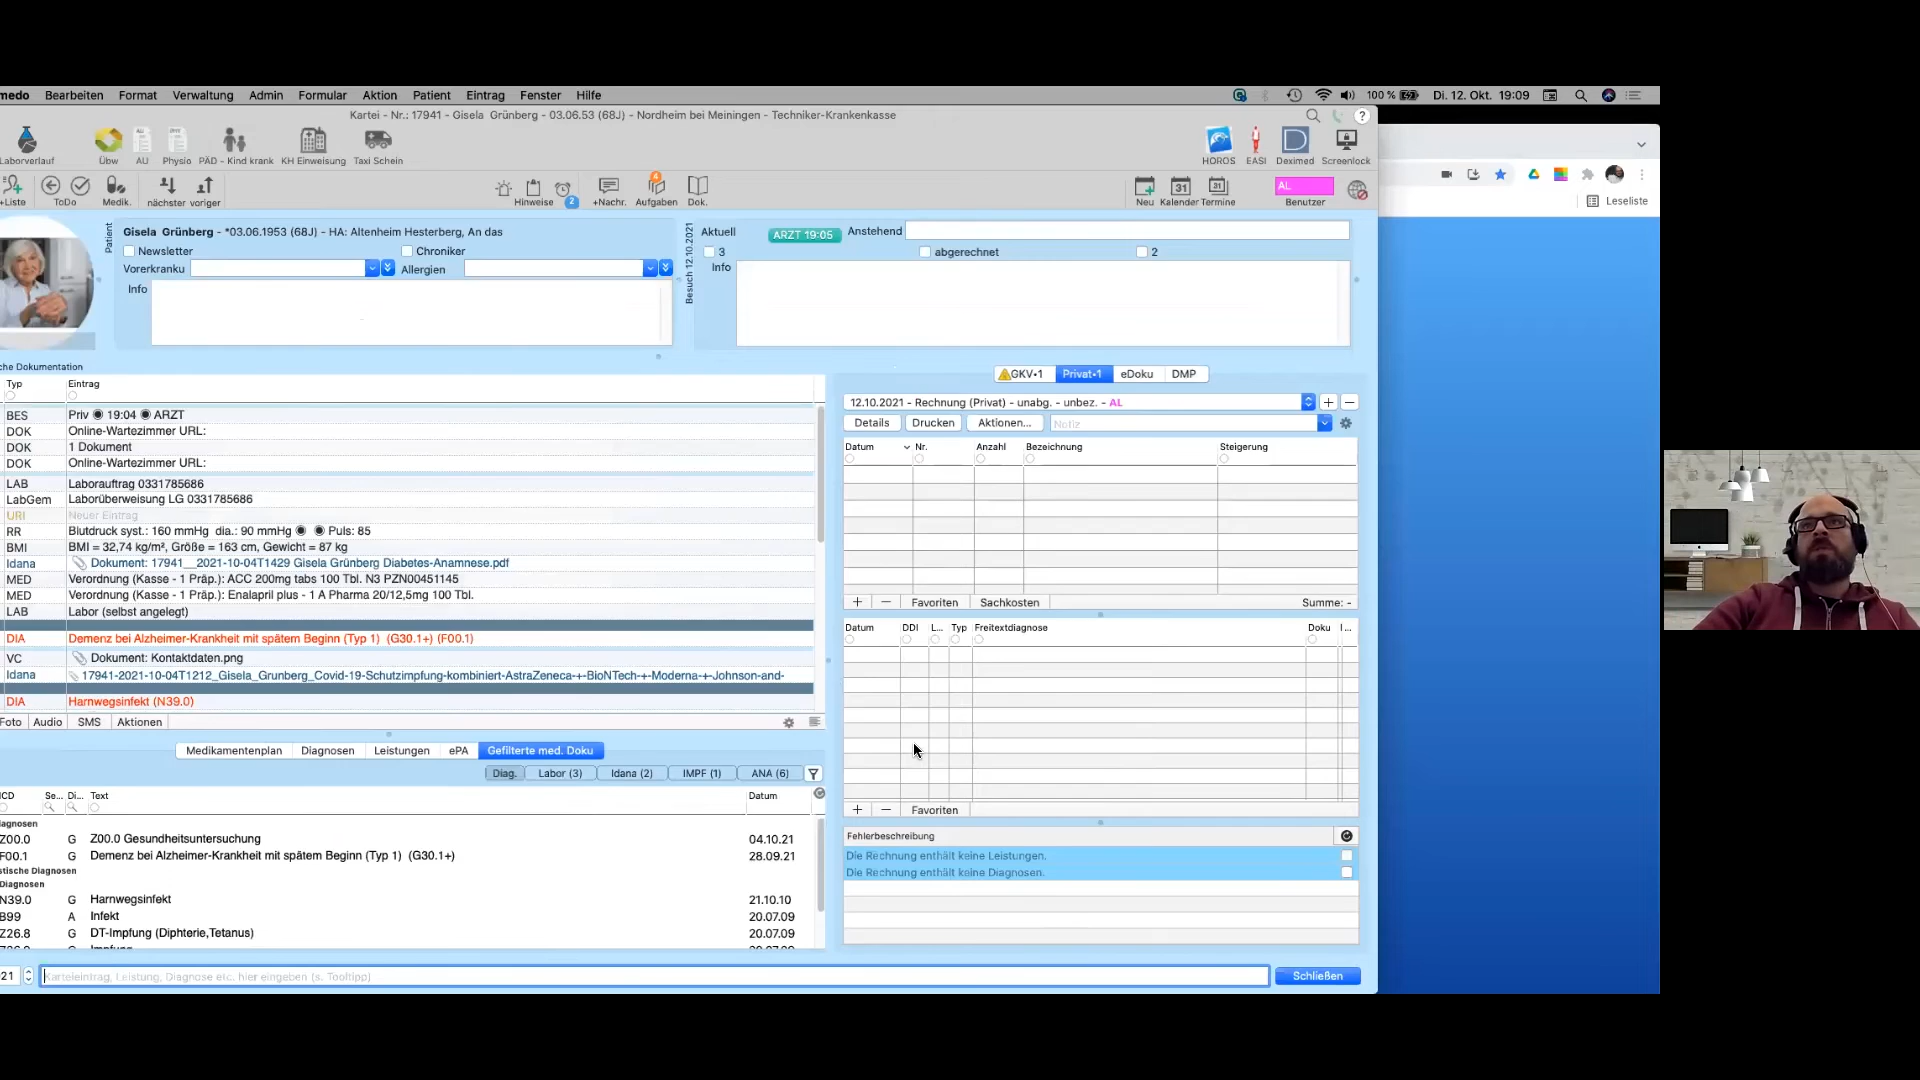 medo Bearbeiten Format Verwaltung Admin Formular Aktion Patient Eintrag Fenster Hilfe 100 % Di. 12. Okt. 19:09
Kartei - Nr.: 17941 - Gisela Grünberg - 03.06.53 (68J) - Nordheim bei Meiningen - Techniker-Krankenkasse
Laborverlauf Übw AU Physio PÄD - Kind krank KH Einweisung Taxi Schein HOROS EASI Deximed Screenlock
+Liste ToDo Medik. nächster voriger Hinweise 2 +Nachr. 4 Aufgaben Dok. Neu 31 Kalender 31 Termine AL Benutzer
Leseliste
Patient
Gisela Grünberg - *03.06.1953 (68J) - HA: Altenheim Hesterberg, An das
Newsletter Chroniker
Vorerkranku Allergien
Info
Besuch 12.10.2021
Aktuell ARZT 19:05 Anstehend
3 abgerechnet 2
Info
che Dokumentation
Typ Eintrag
BES Priv ◉ 19:04 ◉ ARZT
DOK Online-Wartezimmer URL:
DOK 1 Dokument
DOK Online-Wartezimmer URL:
LAB Laborauftrag 0331785686
LabGem Laborüberweisung LG 0331785686
URI Neuer Eintrag
RR Blutdruck syst.: 160 mmHg dia.: 90 mmHg ◉ ◉ Puls: 85
BMI BMI = 32,74 kg/m², Größe = 163 cm, Gewicht = 87 kg
Idana Dokument: 17941__2021-10-04T1429 Gisela Grünberg Diabetes-Anamnese.pdf
MED Verordnung (Kasse - 1 Präp.): ACC 200mg tabs 100 Tbl. N3 PZN00451145
MED Verordnung (Kasse - 1 Präp.): Enalapril plus - 1 A Pharma 20/12,5mg 100 Tbl.
LAB Labor (selbst angelegt)
DIA Demenz bei Alzheimer-Krankheit mit spätem Beginn (Typ 1) (G30.1+) (F00.1)
VC Dokument: Kontaktdaten.png
Idana 17941-2021-10-04T1212_Gisela_Grunberg_Covid-19-Schutzimpfung-kombiniert-AstraZeneca-+-BioNTech-+-Moderna-+-Johnson-and-
DIA Harnwegsinfekt (N39.0)
Foto Audio SMS Aktionen
Medikamentenplan Diagnosen Leistungen ePA Gefilterte med. Doku
Diag. Labor (3) Idana (2) IMPF (1) ANA (6)
ICD Se... Di... Text Datum
iagnosen
Z00.0 G Z00.0 Gesundheitsuntersuchung 04.10.21
F00.1 G Demenz bei Alzheimer-Krankheit mit spätem Beginn (Typ 1) (G30.1+) 28.09.21
stische Diagnosen
Diagnosen
N39.0 G Harnwegsinfekt 21.10.10
B99 A Infekt 20.07.09
Z26.8 G DT-Impfung (Diphterie,Tetanus) 20.07.09
GKV•1 Privat•1 eDoku DMP
12.10.2021 - Rechnung (Privat) - unabg. - unbez. - AL
Details Drucken Aktionen... Notiz
Datum Nr. Anzahl Bezeichnung Steigerung
+ − Favoriten Sachkosten Summe: -
Datum DDI L... Typ Freitextdiagnose Doku I...
+ − Favoriten
Fehlerbeschreibung
Die Rechnung enthält keine Leistungen.
Die Rechnung enthält keine Diagnosen.
21 Karteieintrag, Leistung, Diagnose etc. hier eingeben (s. Tooltipp) Schließen